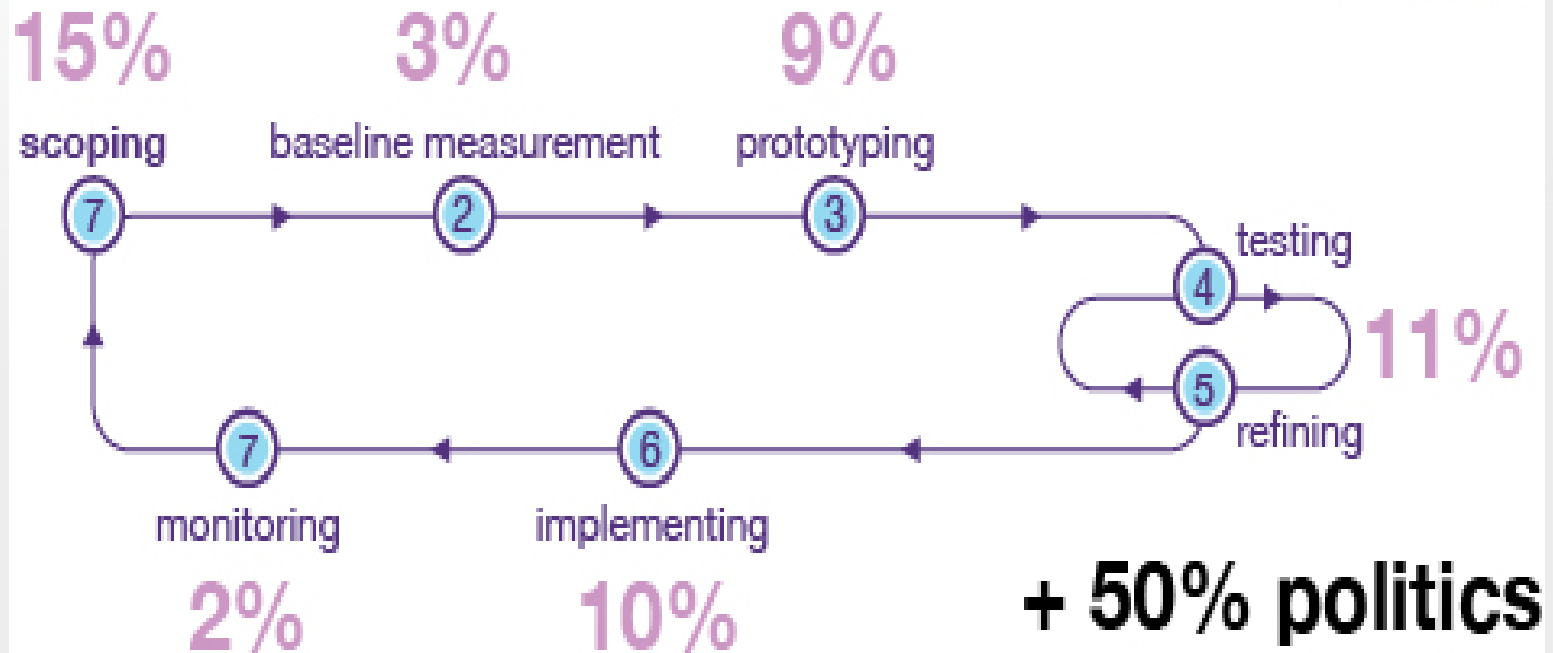 15% 3% 9%
scoping baseline measurement prototyping
7 2 3
testing
4
11%
5
refining
7 6
monitoring implementing
2% 10%
+ 50% politics